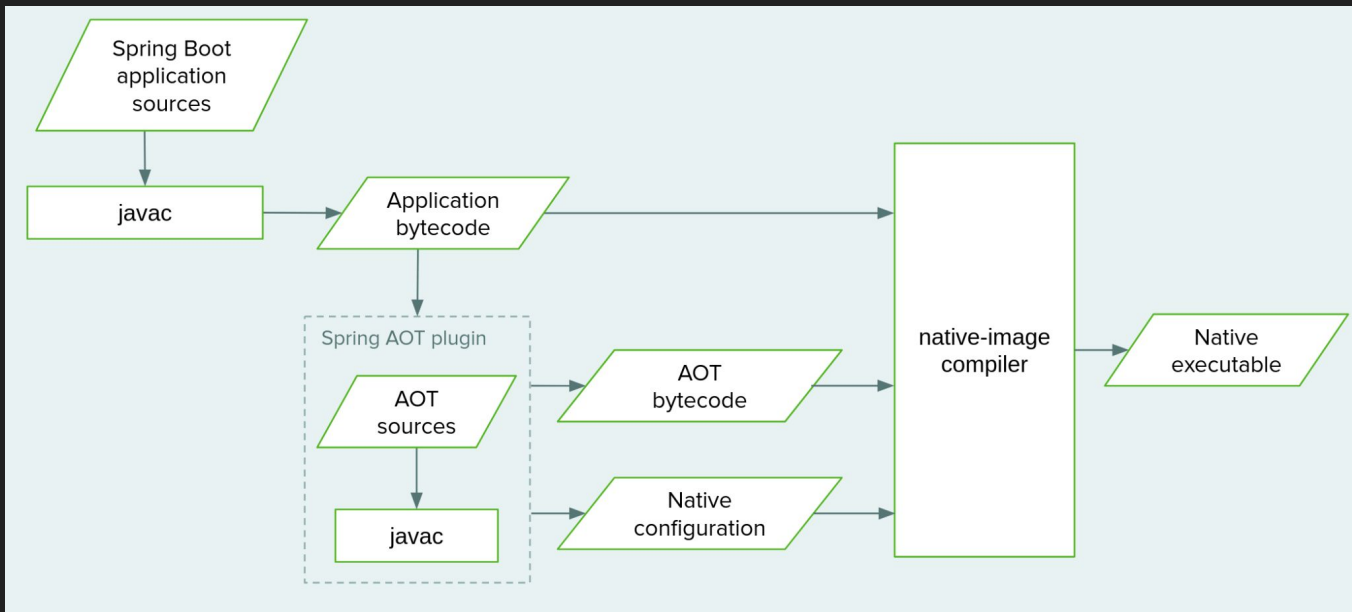 Spring Boot
application
sources
javac
Application
bytecode
Spring AOT plugin
AOT
sources
javac
AOT
bytecode
Native
configuration
native-image
compiler
Native
executable